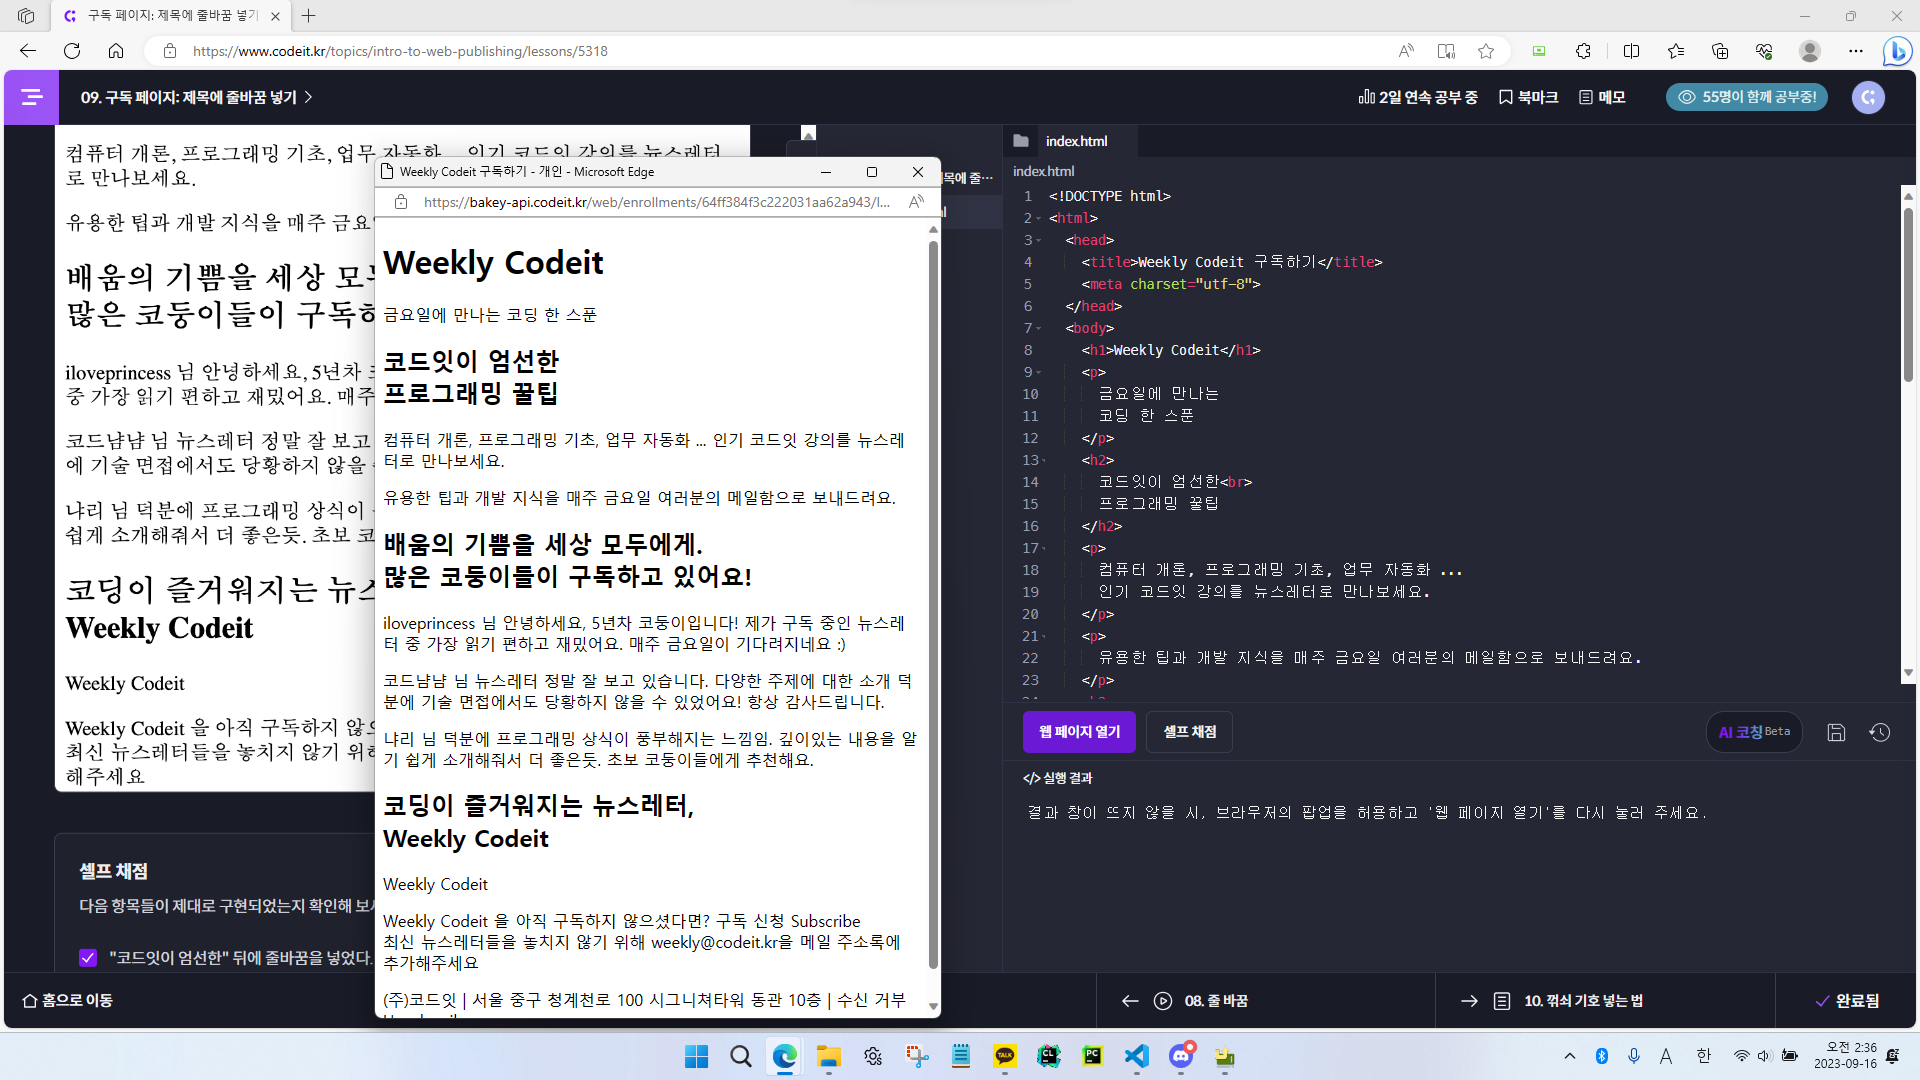 구독 페이지: 제목에 줄바꿈 넣기
https://www.codeit.kr/topics/intro-to-web-publishing/lessons/5318
09. 구독 페이지: 제목에 줄바꿈 넣기
2일 연속 공부 중
북마크
메모
55명이 함께 공부중!
로 만나보세요.
유용한 팁과 개발 지식을 매주 금요
배움의 기쁨을 세상 모두
많은 코둥이들이 구독하
iloveprincess 님 안녕하세요, 5년차
중 가장 읽기 편하고 재밌어요. 매주
코드냠냠 님 뉴스레터 정말 잘 보고
에 기술 면접에서도 당황하지 않을
냐리 님 덕분에 프로그래밍 상식이
쉽게 소개해줘서 더 좋은듯. 초보 코
코딩이 즐거워지는 뉴스
Weekly Codeit
Weekly Codeit
Weekly Codeit 을 아직 구독하지 않으
최신 뉴스레터들을 놓치지 않기 위해
해주세요
셀프 채점
다음 항목들이 제대로 구현되었는지 확인해 보세
"코드잇이 엄선한" 뒤에 줄바꿈을 넣었다.
Weekly Codeit 구독하기 - 개인 - Microsoft Edge
https://bakey-api.codeit.kr/web/enrollments/64ff384f3c222031aa62a943/l...
Weekly Codeit
금요일에 만나는 코딩 한 스푼
코드잇이 엄선한
프로그래밍 꿀팁
컴퓨터 개론, 프로그래밍 기초, 업무 자동화 ... 인기 코드잇 강의를 뉴스레
터로 만나보세요.
유용한 팁과 개발 지식을 매주 금요일 여러분의 메일함으로 보내드려요.
배움의 기쁨을 세상 모두에게.
많은 코둥이들이 구독하고 있어요!
iloveprincess 님 안녕하세요, 5년차 코둥이입니다! 제가 구독 중인 뉴스레
터 중 가장 읽기 편하고 재밌어요. 매주 금요일이 기다려지네요 :)
코드냠냠 님 뉴스레터 정말 잘 보고 있습니다. 다양한 주제에 대한 소개 덕
분에 기술 면접에서도 당황하지 않을 수 있었어요! 항상 감사드립니다.
냐리 님 덕분에 프로그래밍 상식이 풍부해지는 느낌임. 깊이있는 내용을 알
기 쉽게 소개해줘서 더 좋은듯. 초보 코둥이들에게 추천해요.
코딩이 즐거워지는 뉴스레터,
Weekly Codeit
Weekly Codeit
Weekly Codeit 을 아직 구독하지 않으셨다면? 구독 신청 Subscribe
최신 뉴스레터들을 놓치지 않기 위해 weekly@codeit.kr을 메일 주소록에
추가해주세요
(주)코드잇 | 서울 중구 청계천로 100 시그니쳐타워 동관 10층 | 수신 거부
제목에 줄...
index.html
index.html
1 <!DOCTYPE html>
2 <html>
3 <head>
4 <title>Weekly Codeit 구독하기</title>
5 <meta charset="utf-8">
6 </head>
7 <body>
8 <h1>Weekly Codeit</h1>
9 <p>
10 금요일에 만나는
11 코딩 한 스푼
12 </p>
13 <h2>
14 코드잇이 엄선한<br>
15 프로그래밍 꿀팁
16 </h2>
17 <p>
18 컴퓨터 개론, 프로그래밍 기초, 업무 자동화 ...
19 인기 코드잇 강의를 뉴스레터로 만나보세요.
20 </p>
21 <p>
22 유용한 팁과 개발 지식을 매주 금요일 여러분의 메일함으로 보내드려요.
23 </p>
웹 페이지 열기
셀프 채점
AI 코칭 Beta
</> 실행 결과
결과 창이 뜨지 않을 시, 브라우저의 팝업을 허용하고 '웹 페이지 열기'를 다시 눌러 주세요.
홈으로 이동
08. 줄 바꿈
10. 꺾쇠 기호 넣는 법
완료됨
TALK
CL
PC
A
한
오전 2:36
2023-09-16